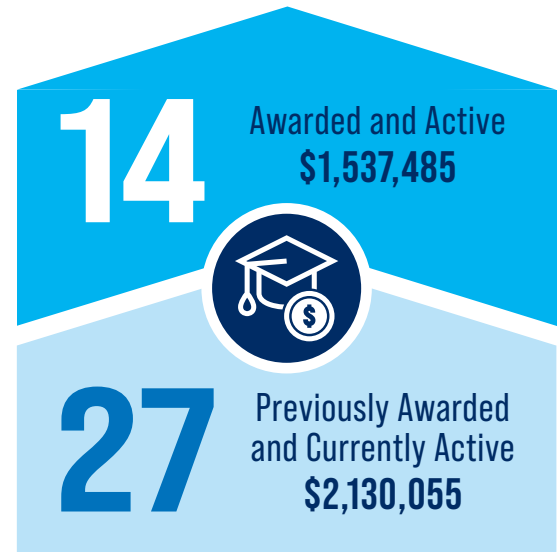 14
Awarded and Active
$1,537,485
$
27
Previously Awarded
and Currently Active
$2,130,055